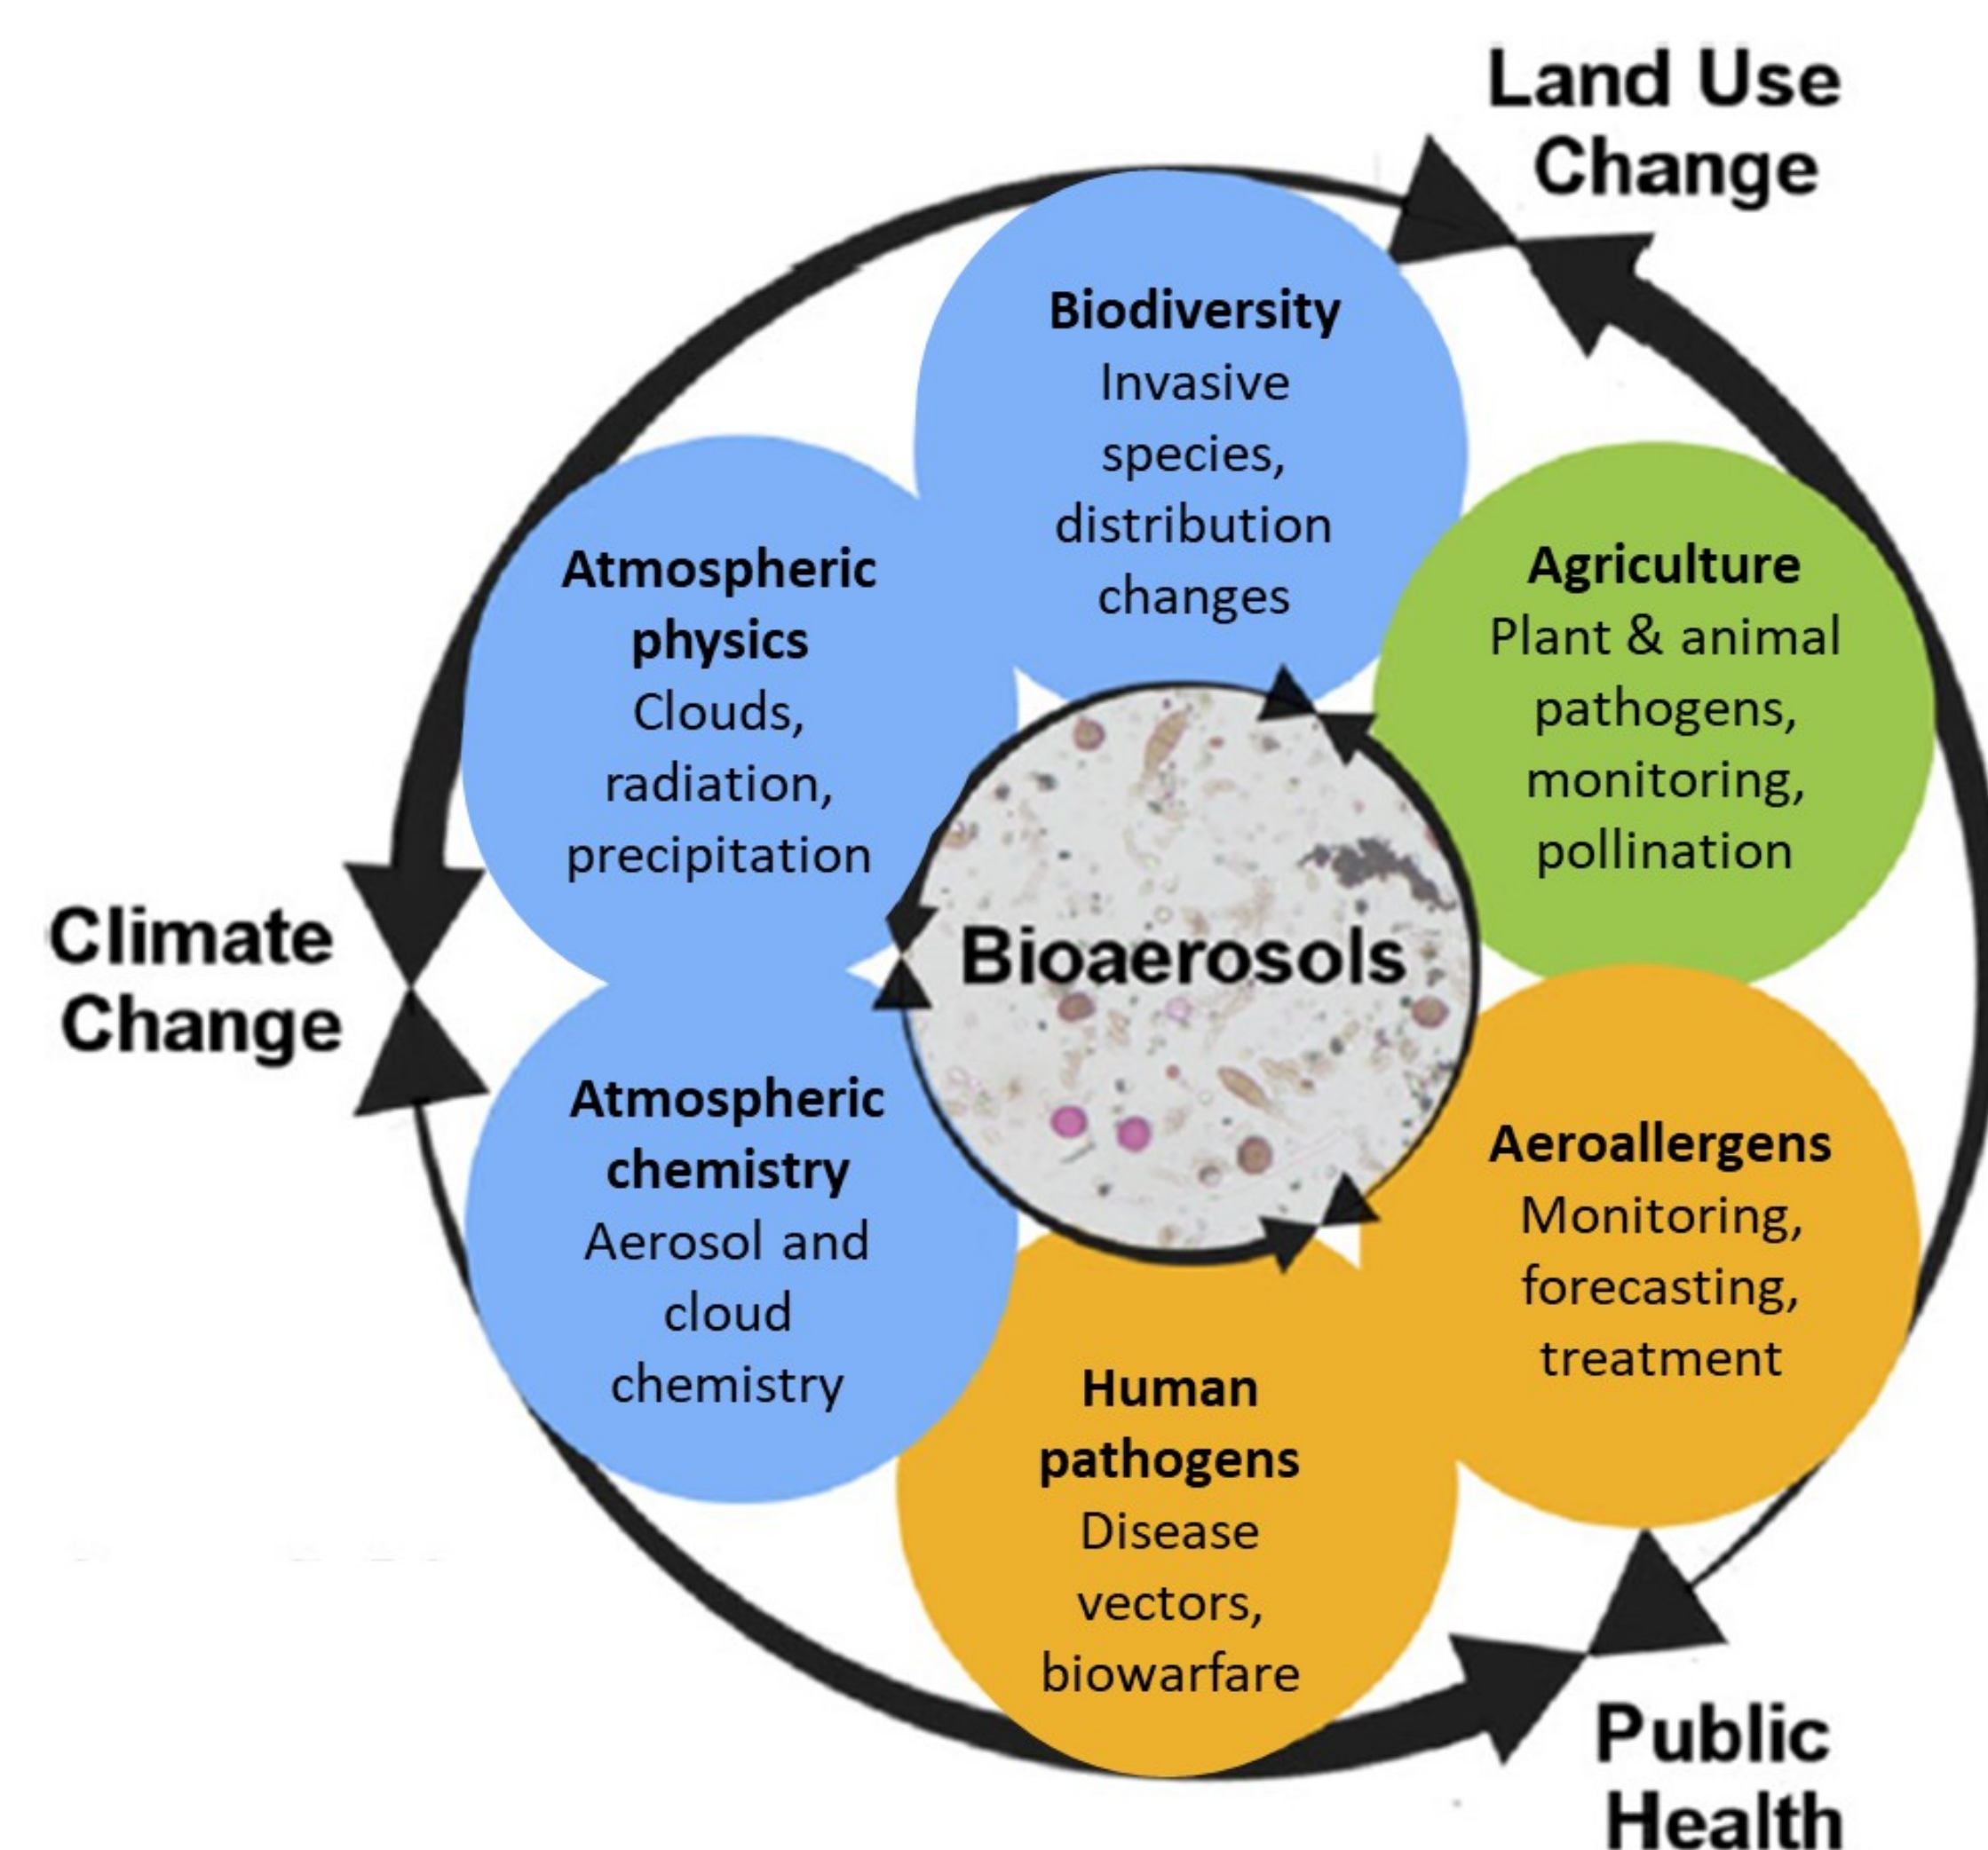 Land Use
Change
Biodiversity
Invasive
species,
distribution
changes
Atmospheric
physics
Clouds,
radiation,
precipitation
Agriculture
Plant & animal
pathogens,
monitoring,
pollination
Climate
Change
Bioaerosols
Atmospheric
chemistry
Aerosol and
cloud
chemistry
Aeroallergens
Monitoring,
forecasting,
treatment
Human
pathogens
Disease
vectors,
biowarfare
Public
Health